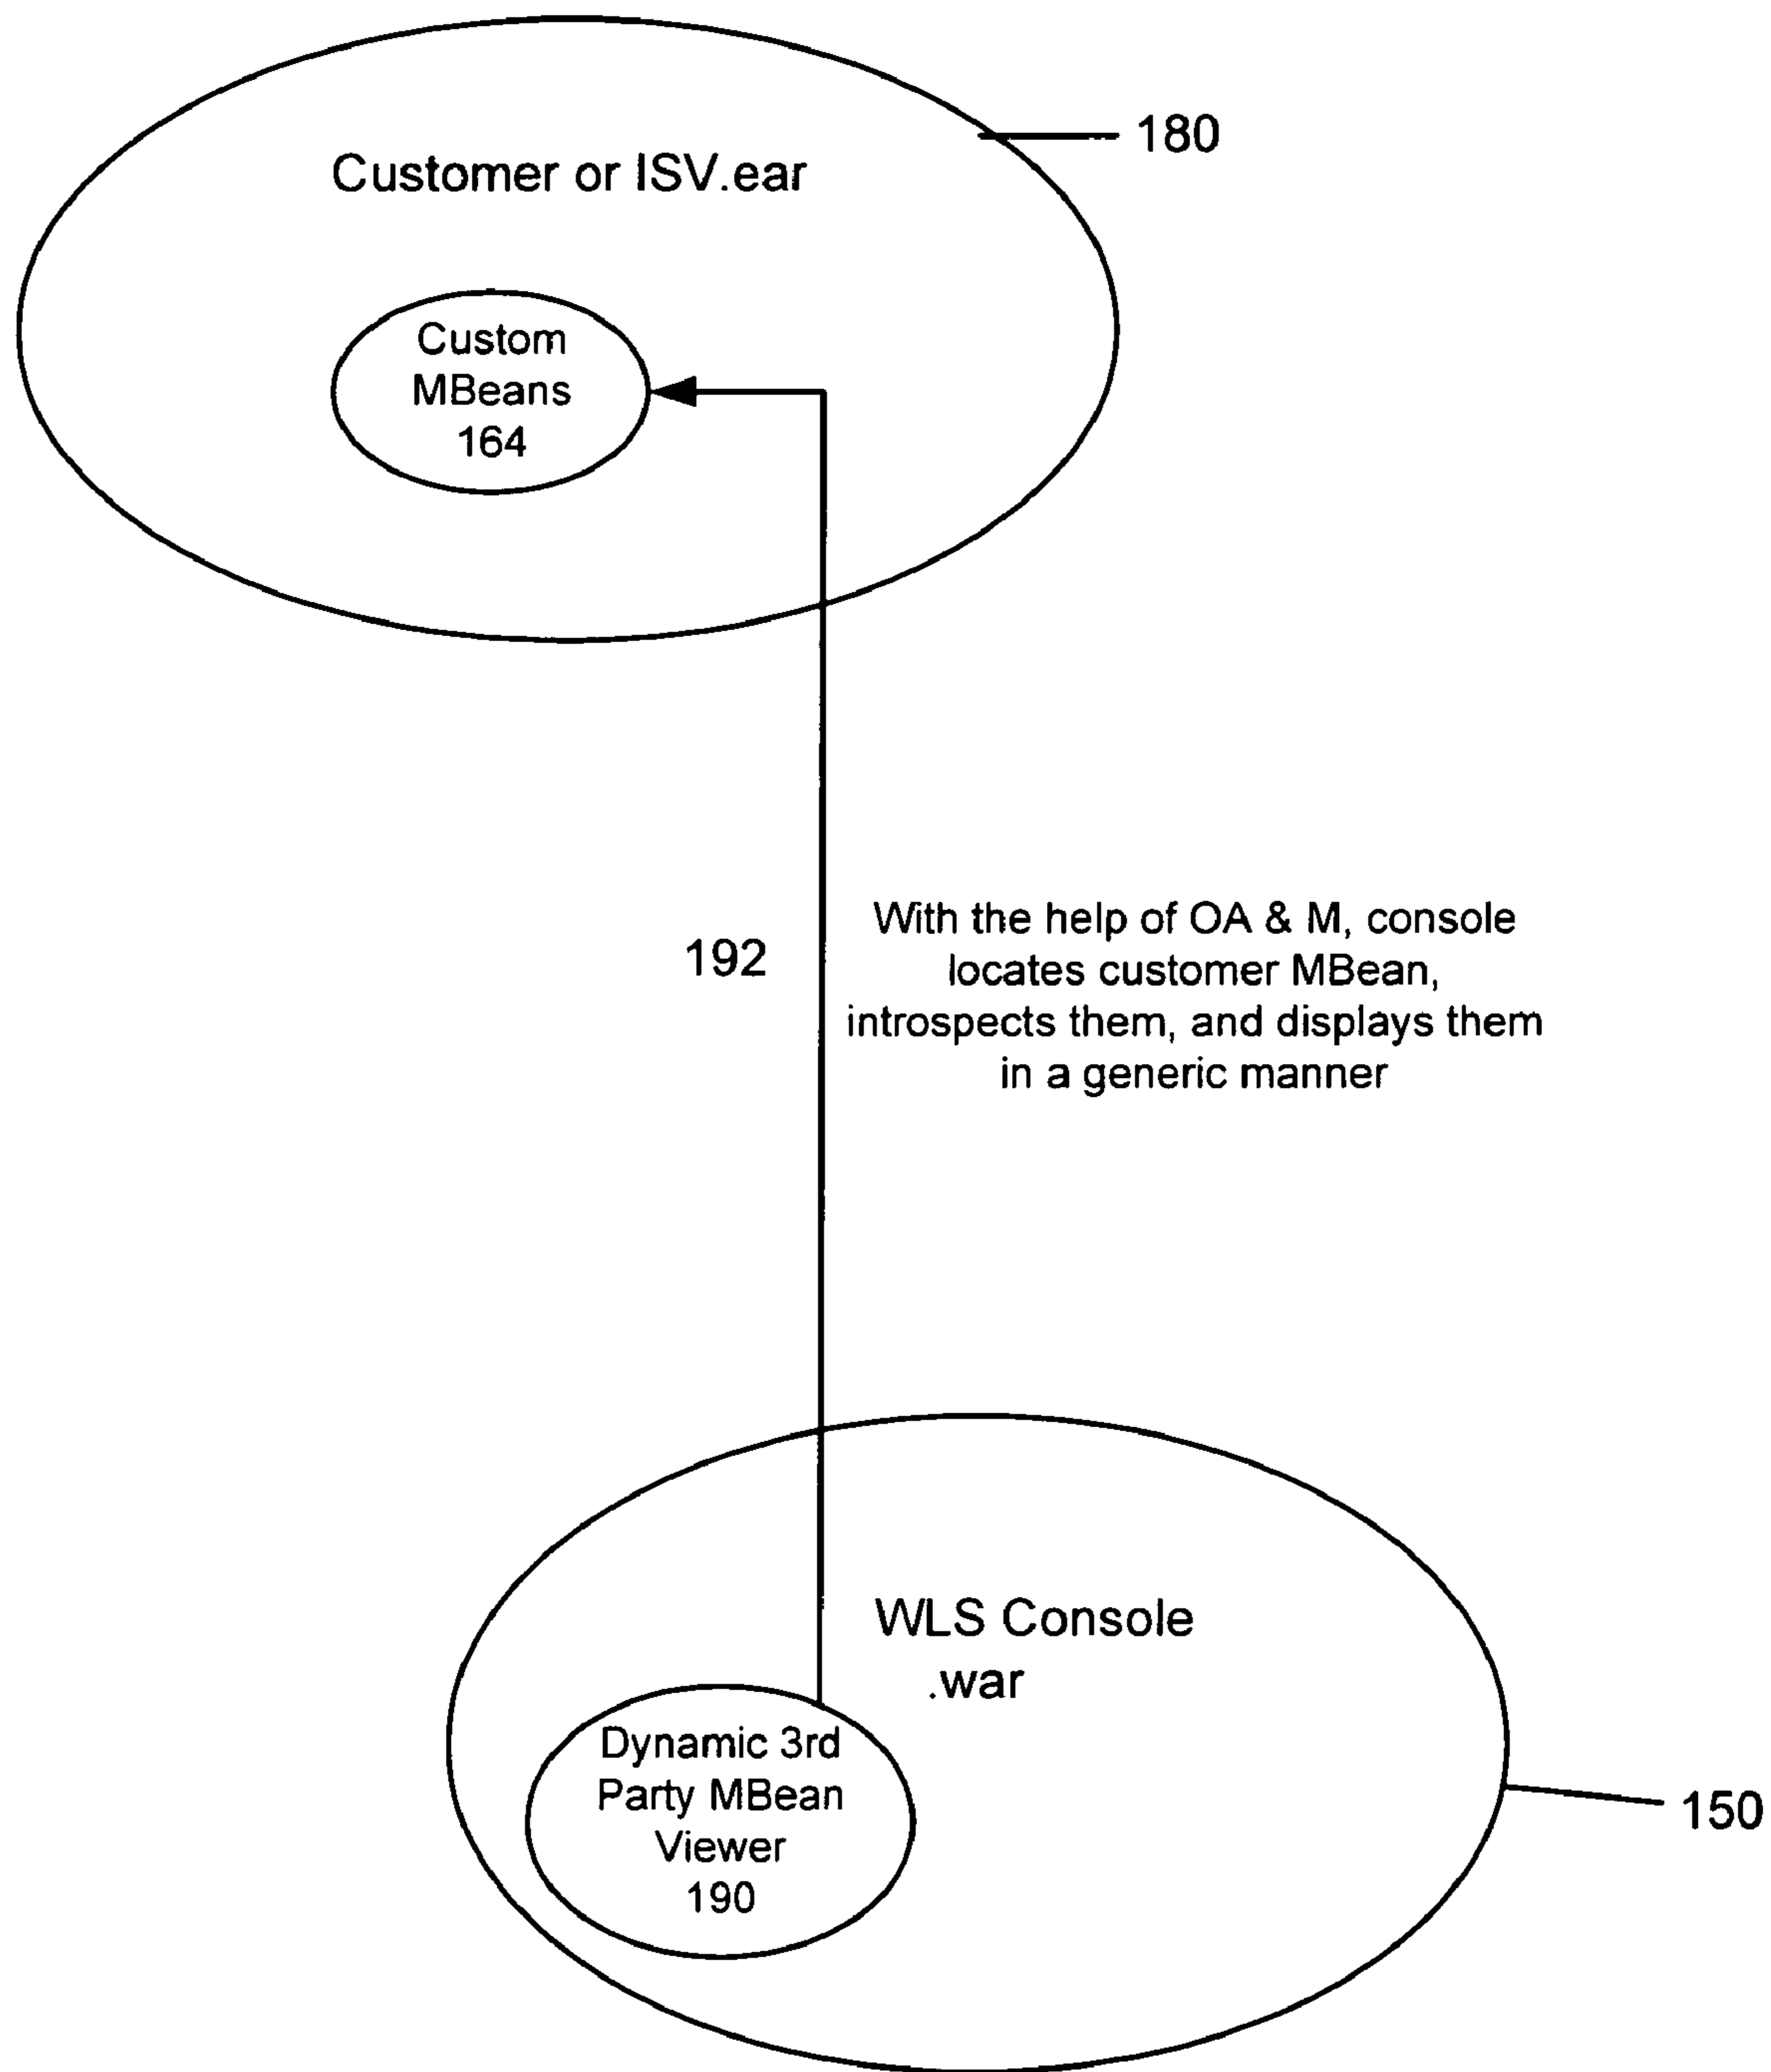 180
Customer or ISV.ear
Custom
MBeans
164
192
With the help of OA & M, console
locates customer MBean,
introspects them, and displays them
in a generic manner
WLS Console
.war
Dynamic 3rd
Party MBean
Viewer
190
150